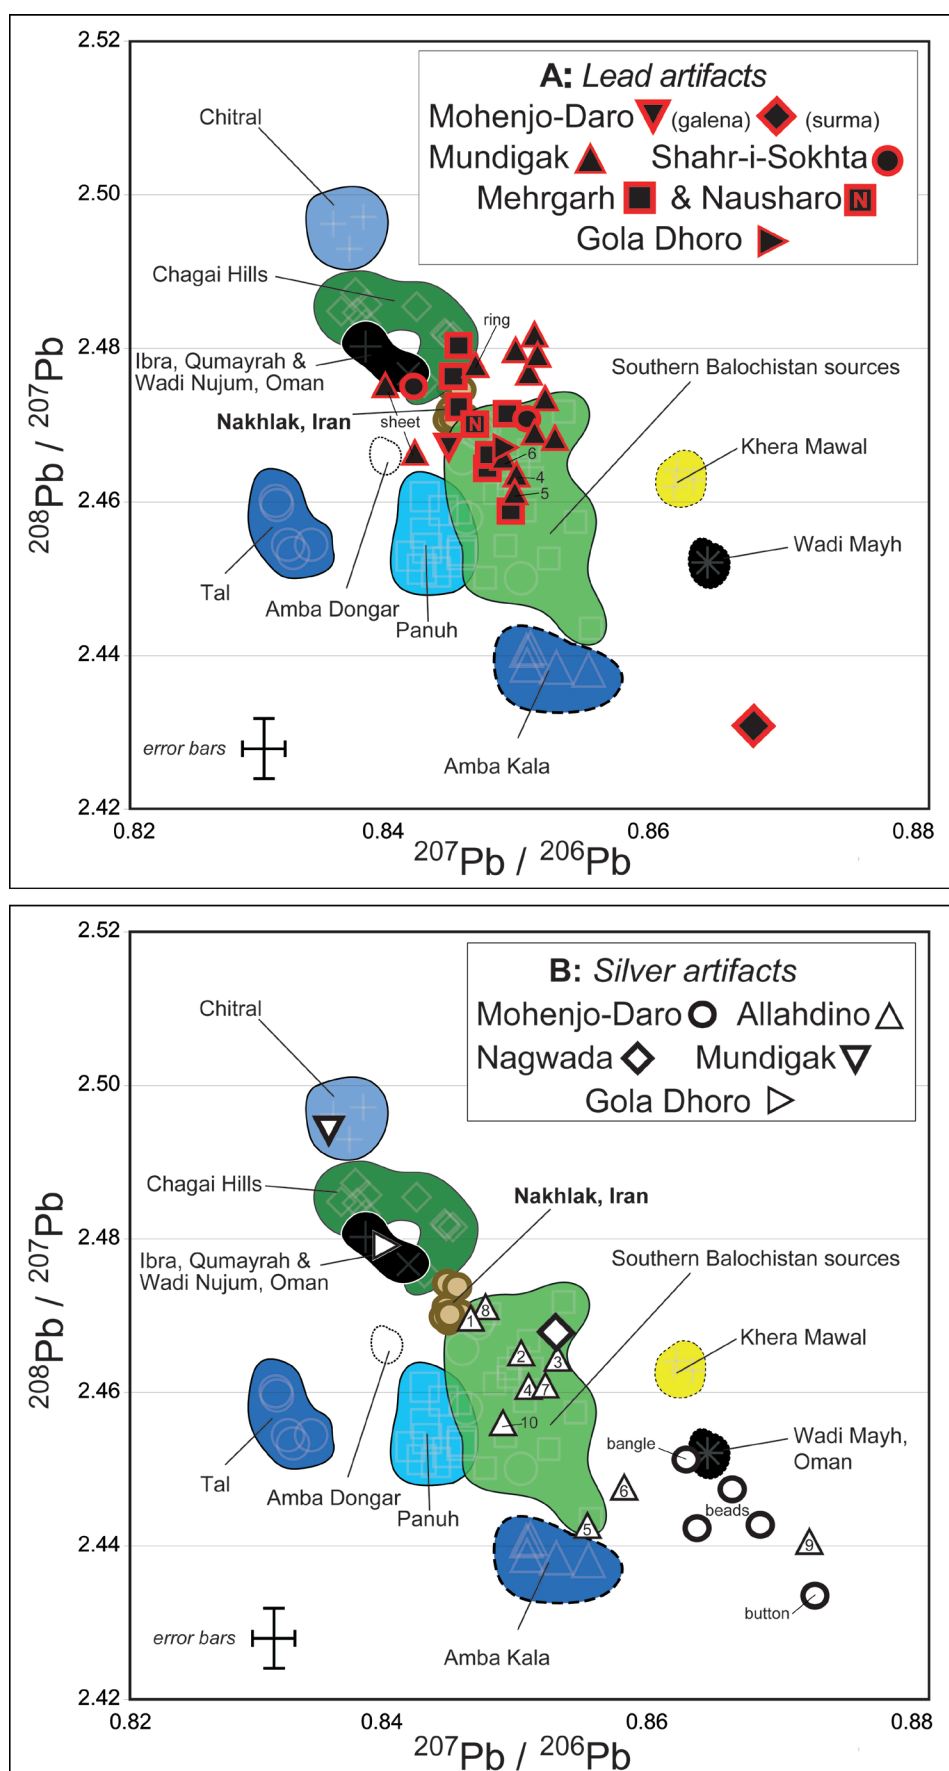 2.52
A: Lead artifacts
Mohenjo-Daro (galena) (surma)
Mundigak Shahr-i-Sokhta
Mehrgarh & Nausharo N
Gola Dhoro
Chitral
2.50
Chagai Hills
ring
2.48
Ibra, Qumayrah &
Wadi Nujum, Oman
Southern Balochistan sources
Nakhlak, Iran
sheet
N
Khera Mawal
6
4
5
2.46
208Pb / 207Pb
Wadi Mayh
Tal
Amba Dongar
Panuh
2.44
error bars
Amba Kala
2.42
0.82 0.84 0.86 0.88
207Pb / 206Pb
2.52
B: Silver artifacts
Mohenjo-Daro Allahdino
Nagwada Mundigak
Gola Dhoro
Chitral
2.50
Chagai Hills
Nakhlak, Iran
2.48
Ibra, Qumayrah &
Wadi Nujum, Oman
Southern Balochistan sources
8
1
Khera Mawal
2
3
4
7
2.46
208Pb / 207Pb
10
bangle
Wadi Mayh,
Oman
Tal
6
Amba Dongar
beads
Panuh
5
9
2.44
button
error bars
Amba Kala
2.42
0.82 0.84 0.86 0.88
207Pb / 206Pb